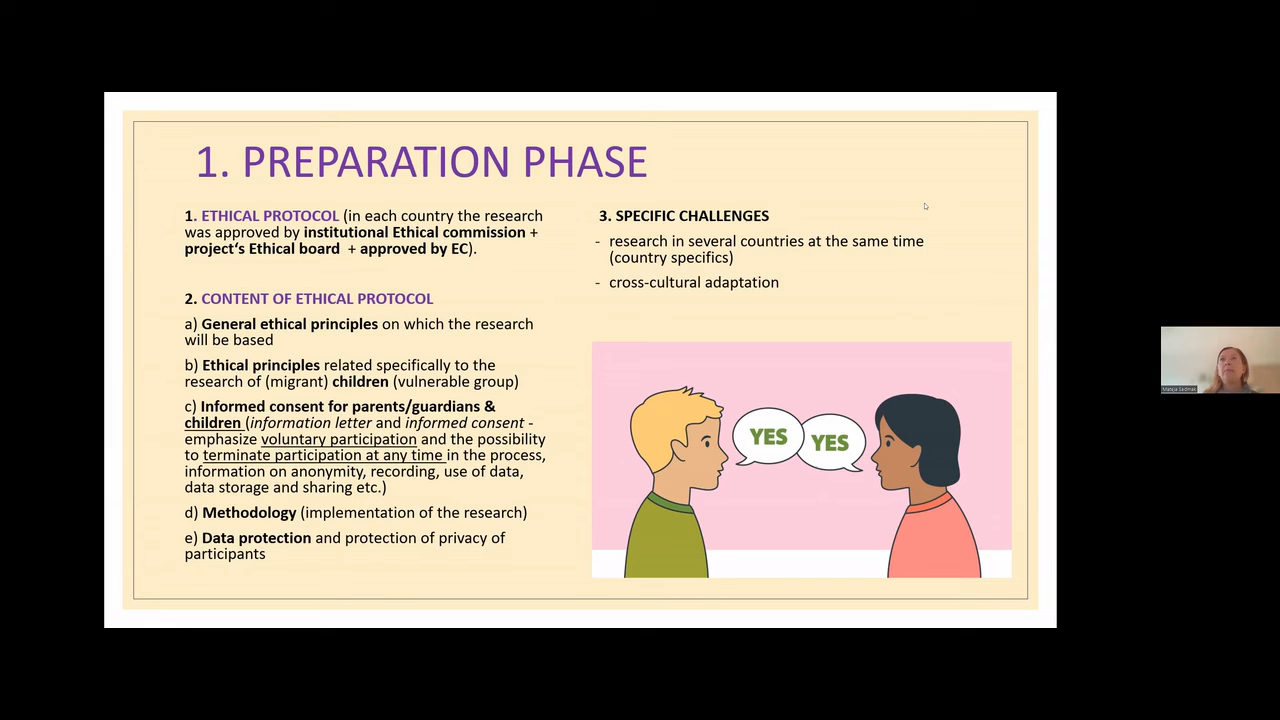 1. PREPARATION PHASE
1. ETHICAL PROTOCOL (in each country the research
was approved by institutional Ethical commission +
project‘s Ethical board + approved by EC).
2. CONTENT OF ETHICAL PROTOCOL
a) General ethical principles on which the research
will be based
b) Ethical principles related specifically to the
research of (migrant) children (vulnerable group)
c) Informed consent for parents/guardians &
children (information letter and informed consent -
emphasize voluntary participation and the possibility
to terminate participation at any time in the process,
information on anonymity, recording, use of data,
data storage and sharing etc.)
d) Methodology (implementation of the research)
e) Data protection and protection of privacy of
participants
3. SPECIFIC CHALLENGES
- research in several countries at the same time
(country specifics)
- cross-cultural adaptation
YES
YES
Mateja Sedmak